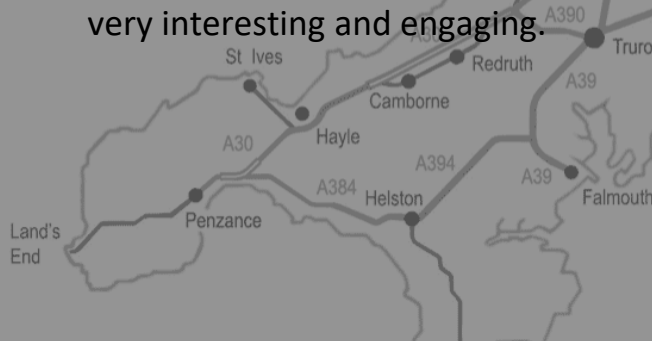 very interesting and engaging.
A390
A30
Truro
St Ives
Redruth
A39
Camborne
Hayle
A30
A394
A384
Helston
A39
Falmouth
Penzance
Land's
End